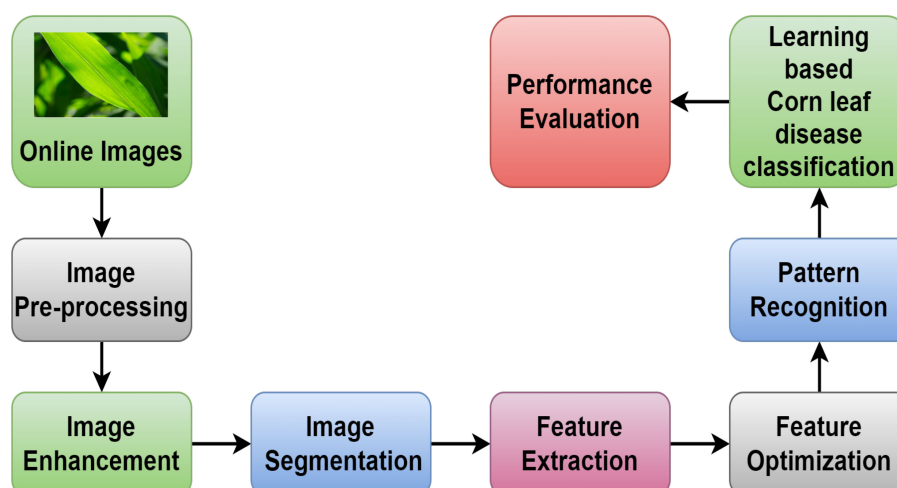 Online Images
Image
Pre-processing
Image
Enhancement
Image
Segmentation
Feature
Extraction
Feature
Optimization
Pattern
Recognition
Learning
based
Corn leaf
disease
classification
Performance
Evaluation